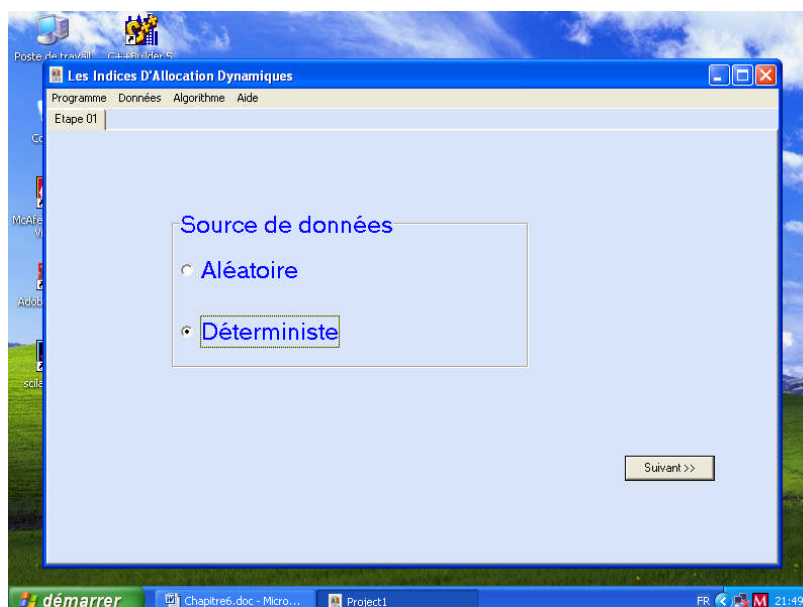 Poste de travail
C++Builder 5
Les Indices D'Allocation Dynamiques
Programme Données Algorithme Aide
Etape 01
Source de données
Aléatoire
Déterministe
Suivant >>
démarrer
Chapitre6.doc - Micro...
Project1
FR
21:49